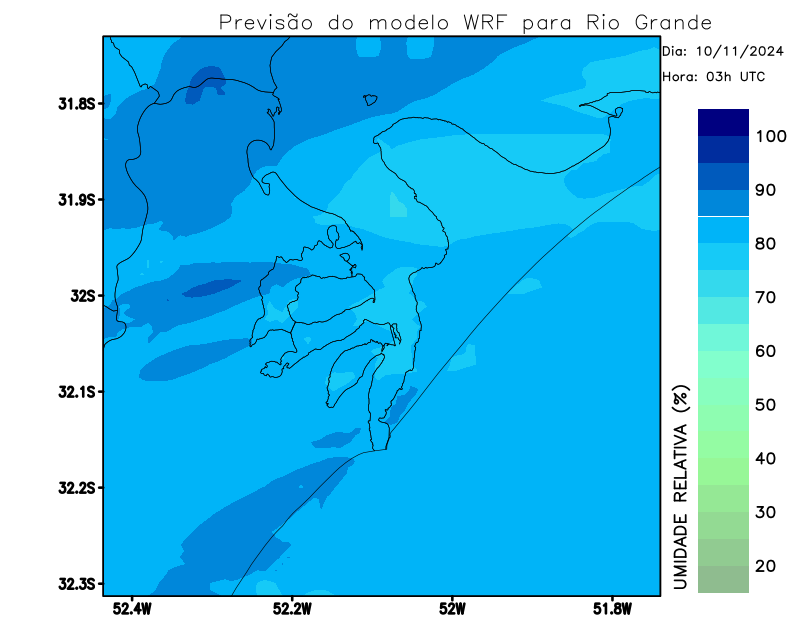 Previsão do modelo WRF para Rio Grande
Dia: 10/11/2024
Hora: 03h UTC
31.8S
31.9S
32S
32.1S
32.2S
32.3S
52.4W
52.2W
52W
51.8W
100
90
80
70
60
50
40
30
20
UMIDADE RELATIVA (%)